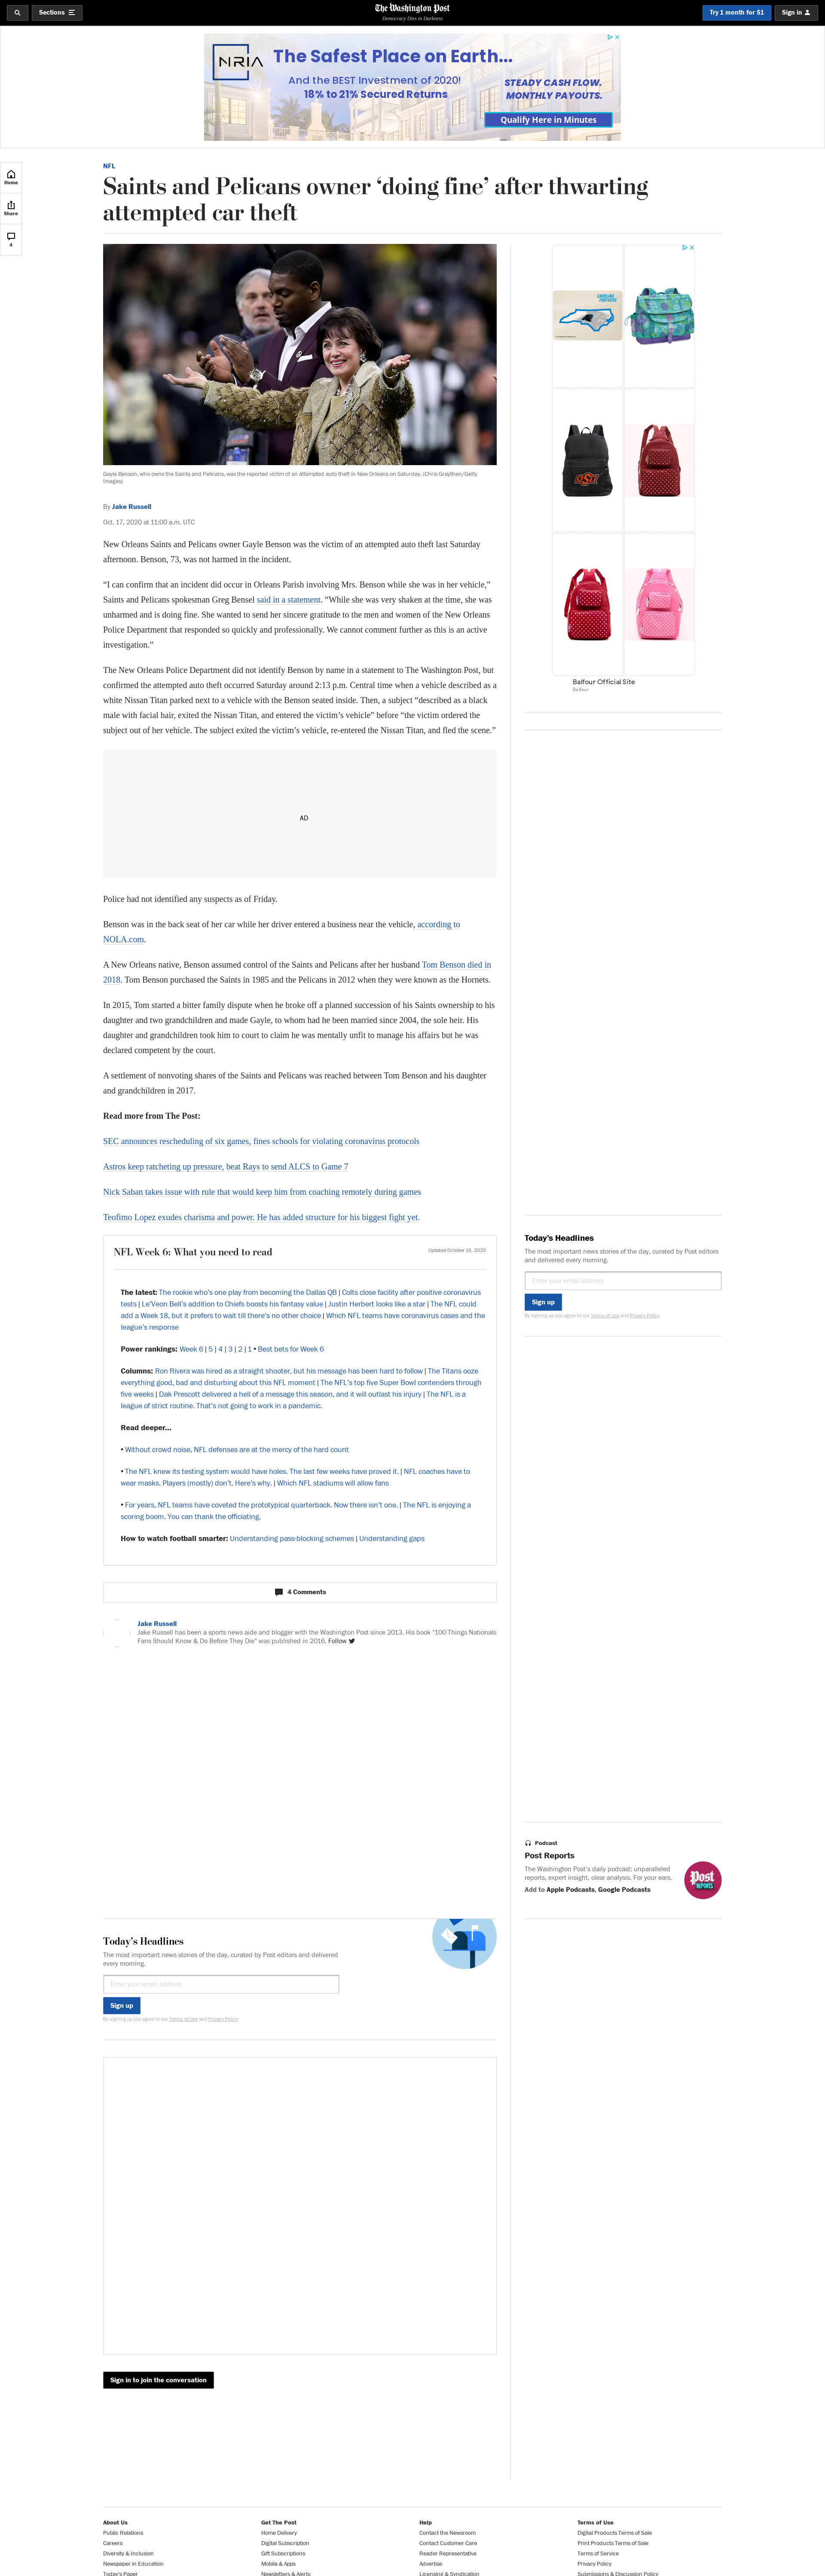 Sections
The Washington Post
Democracy Dies in Darkness
Try 1 month for $1
Sign in
NRIA
The Safest Place on Earth...
And the BEST Investment of 2020!
18% to 21% Secured Returns
STEADY CASH FLOW.
MONTHLY PAYOUTS.
Qualify Here in Minutes
Home
Share
4
NFL
Saints and Pelicans owner ‘doing fine’ after thwarting
attempted car theft
Gayle Benson, who owns the Saints and Pelicans, was the reported victim of an attempted auto theft in New Orleans on Saturday. (Chris Graythen/Getty
Images)
By Jake Russell
Oct. 17, 2020 at 11:00 a.m. UTC
New Orleans Saints and Pelicans owner Gayle Benson was the victim of an attempted auto theft last Saturday
afternoon. Benson, 73, was not harmed in the incident.
“I can confirm that an incident did occur in Orleans Parish involving Mrs. Benson while she was in her vehicle,”
Saints and Pelicans spokesman Greg Bensel said in a statement. “While she was very shaken at the time, she was
unharmed and is doing fine. She wanted to send her sincere gratitude to the men and women of the New Orleans
Police Department that responded so quickly and professionally. We cannot comment further as this is an active
investigation.”
The New Orleans Police Department did not identify Benson by name in a statement to The Washington Post, but
confirmed the attempted auto theft occurred Saturday around 2:13 p.m. Central time when a vehicle described as a
white Nissan Titan parked next to a vehicle with the Benson seated inside. Then, a subject “described as a black
male with facial hair, exited the Nissan Titan, and entered the victim’s vehicle” before “the victim ordered the
subject out of her vehicle. The subject exited the victim’s vehicle, re-entered the Nissan Titan, and fled the scene.”
AD
Police had not identified any suspects as of Friday.
Benson was in the back seat of her car while her driver entered a business near the vehicle, according to
NOLA.com.
A New Orleans native, Benson assumed control of the Saints and Pelicans after her husband Tom Benson died in
2018. Tom Benson purchased the Saints in 1985 and the Pelicans in 2012 when they were known as the Hornets.
In 2015, Tom started a bitter family dispute when he broke off a planned succession of his Saints ownership to his
daughter and two grandchildren and made Gayle, to whom had he been married since 2004, the sole heir. His
daughter and grandchildren took him to court to claim he was mentally unfit to manage his affairs but he was
declared competent by the court.
A settlement of nonvoting shares of the Saints and Pelicans was reached between Tom Benson and his daughter
and grandchildren in 2017.
Read more from The Post:
SEC announces rescheduling of six games, fines schools for violating coronavirus protocols
Astros keep ratcheting up pressure, beat Rays to send ALCS to Game 7
Nick Saban takes issue with rule that would keep him from coaching remotely during games
Teofimo Lopez exudes charisma and power. He has added structure for his biggest fight yet.
NFL Week 6: What you need to read
Updated October 16, 2020
The latest: The rookie who’s one play from becoming the Dallas QB | Colts close facility after positive coronavirus
tests | Le’Veon Bell’s addition to Chiefs boosts his fantasy value | Justin Herbert looks like a star | The NFL could
add a Week 18, but it prefers to wait till there’s no other choice | Which NFL teams have coronavirus cases and the
league’s response
Power rankings: Week 6 | 5 | 4 | 3 | 2 | 1 • Best bets for Week 6
Columns: Ron Rivera was hired as a straight shooter, but his message has been hard to follow | The Titans ooze
everything good, bad and disturbing about this NFL moment | The NFL’s top five Super Bowl contenders through
five weeks | Dak Prescott delivered a hell of a message this season, and it will outlast his injury | The NFL is a
league of strict routine. That’s not going to work in a pandemic.
Read deeper...
• Without crowd noise, NFL defenses are at the mercy of the hard count
• The NFL knew its testing system would have holes. The last few weeks have proved it. | NFL coaches have to
wear masks. Players (mostly) don’t. Here’s why. | Which NFL stadiums will allow fans
• For years, NFL teams have coveted the prototypical quarterback. Now there isn’t one. | The NFL is enjoying a
scoring boom. You can thank the officiating.
How to watch football smarter: Understanding pass-blocking schemes | Understanding gaps
4 Comments
Jake Russell
Jake Russell has been a sports news aide and blogger with the Washington Post since 2013. His book "100 Things Nationals
Fans Should Know & Do Before They Die" was published in 2016. Follow
Today’s Headlines
The most important news stories of the day, curated by Post editors and delivered
every morning.
Enter your email address
Sign up
By signing up you agree to our Terms of Use and Privacy Policy
Sign in to join the conversation
CAROLINA
PANTHERS
OSU
Balfour Official Site
Balfour
Today’s Headlines
The most important news stories of the day, curated by Post editors
and delivered every morning.
Enter your email address
Sign up
By signing up you agree to our Terms of Use and Privacy Policy
Podcast
Post Reports
The Washington Post’s daily podcast: unparalleled
reports, expert insight, clear analysis. For your ears.
Add to Apple Podcasts, Google Podcasts
Post
REPORTS
About Us
Public Relations
Careers
Diversity & Inclusion
Newspaper in Education
Today’s Paper
Get The Post
Home Delivery
Digital Subscription
Gift Subscriptions
Mobile & Apps
Newsletters & Alerts
Help
Contact the Newsroom
Contact Customer Care
Reader Representative
Advertise
Licensing & Syndication
Terms of Use
Digital Products Terms of Sale
Print Products Terms of Sale
Terms of Service
Privacy Policy
Submissions & Discussion Policy